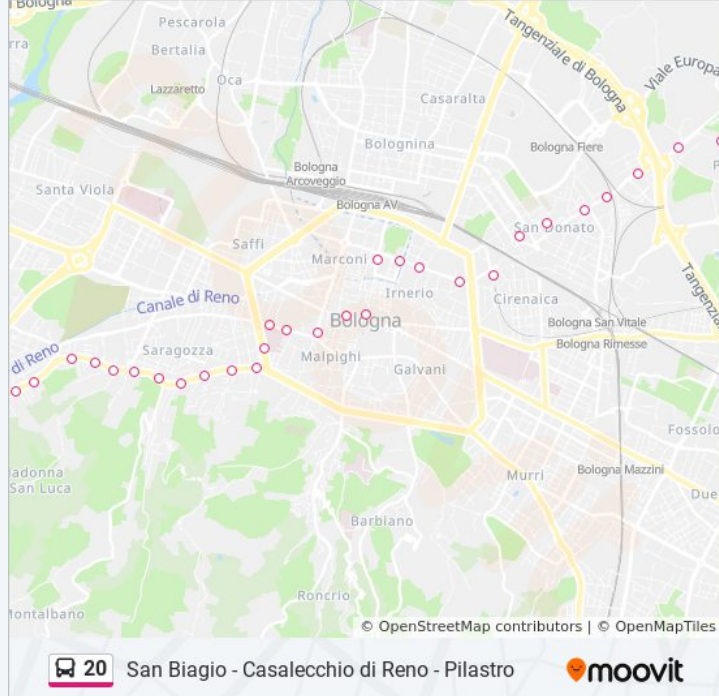 l Bologna
Pescarola
Bertalia
Tangenziale di Bologna
Viale Europa
rra
Oca
Lazzaretto
Casaralta
Bolognina
Bologna Fiere
Bologna
Arcoveggio
P
Santa Viola
Bologna AV
San Donato
Saffi
Marconi
Tangenz
Irnerio
Cirenaica
Canale di Reno
Bologna
Bologna San Vitale
Bologna Rimesse
di Reno
Saragozza
Malpighi
Galvani
Fossolo
adonna
San Luca
Murri
Bologna Mazzini
Due
Barbiano
Roncrio
Montalbano
© OpenStreetMap contributors | © OpenMapTiles
20 San Biagio - Casalecchio di Reno - Pilastro moovit